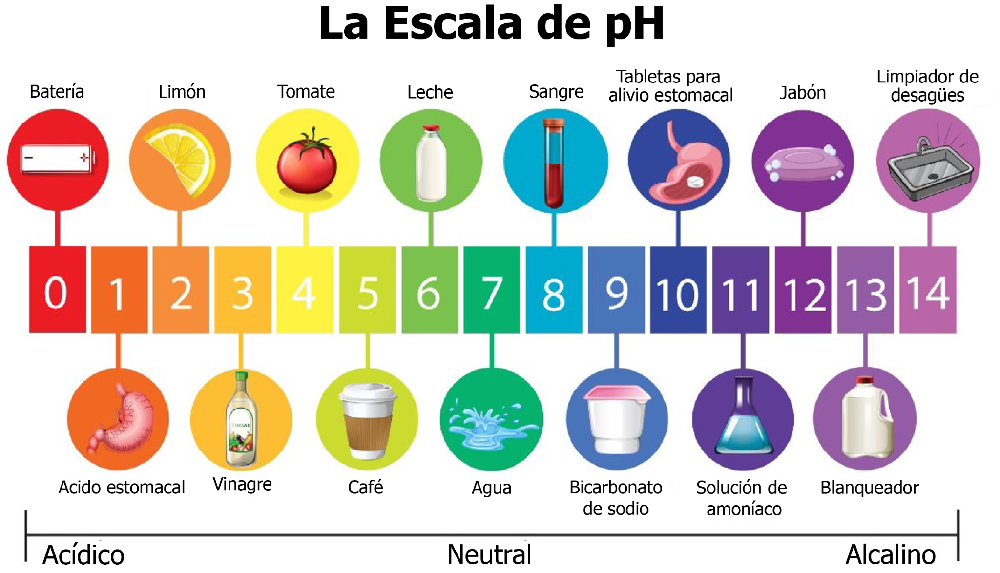 La Escala de pH
Batería
Limón
Tomate
Leche
Sangre
Tabletas para
alivio estomacal
Jabón
Limpiador de
desagües
- +
0 1 2 3 4 5 6 7 8 9 10 11 12 13 14
VINEGAR
Acido estomacal
Vinagre
Café
Agua
Bicarbonato
de sodio
Solución de
amoníaco
Blanqueador
Acídico
Neutral
Alcalino